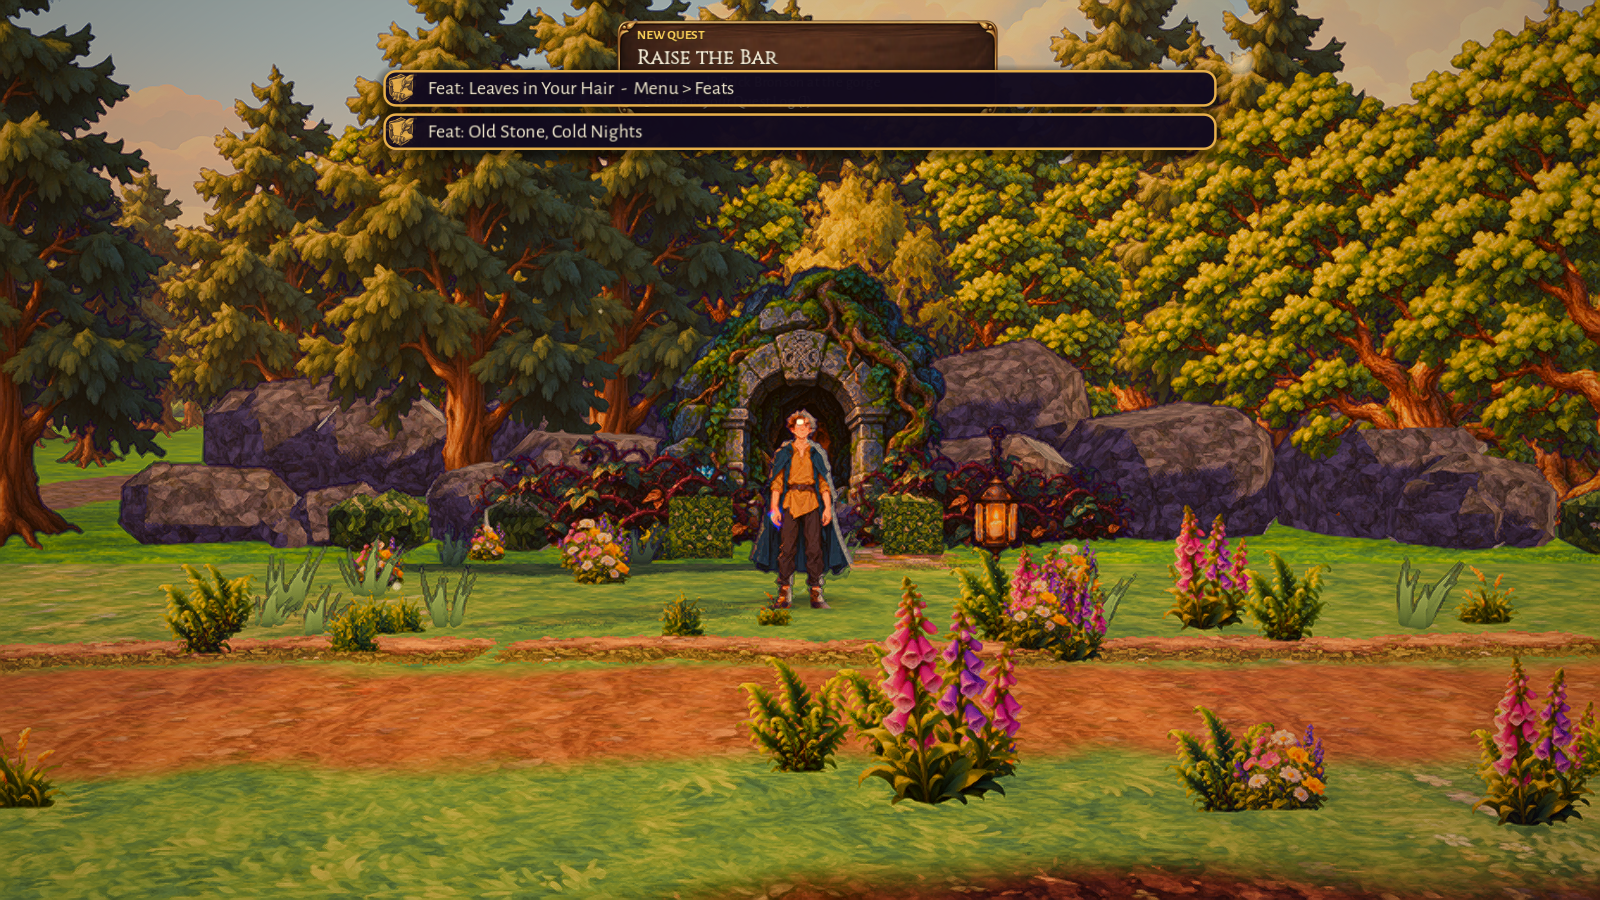 NEW QUEST
Raise the Bar
Feat: Leaves in Your Hair - Menu > Feats
Feat: Old Stone, Cold Nights